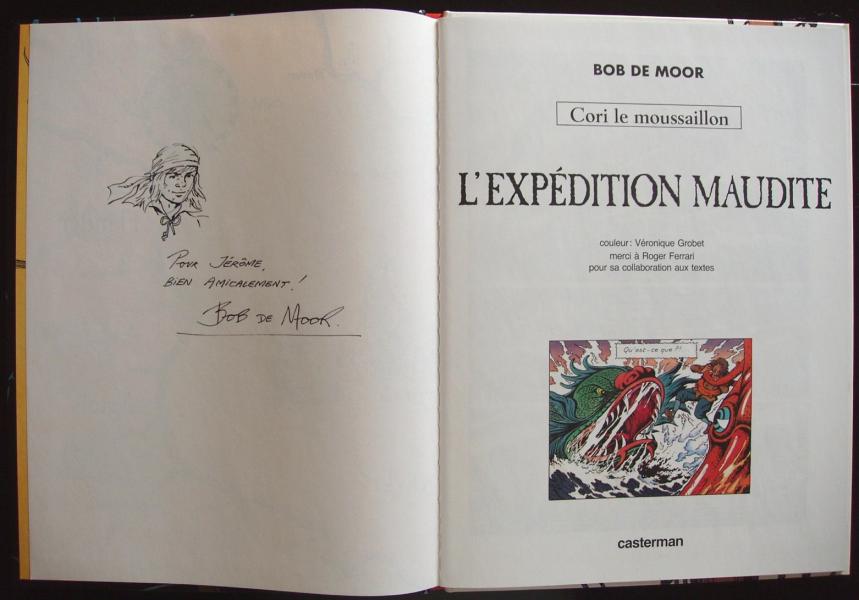 Pour Jérôme,
bien amicalement!
Bob de Moor.
BOB DE MOOR
Cori le moussaillon
L'EXPÉDITION MAUDITE
couleur: Véronique Grobet
merci à Roger Ferrari
pour sa collaboration aux textes
Qu'est-ce que ?!
casterman